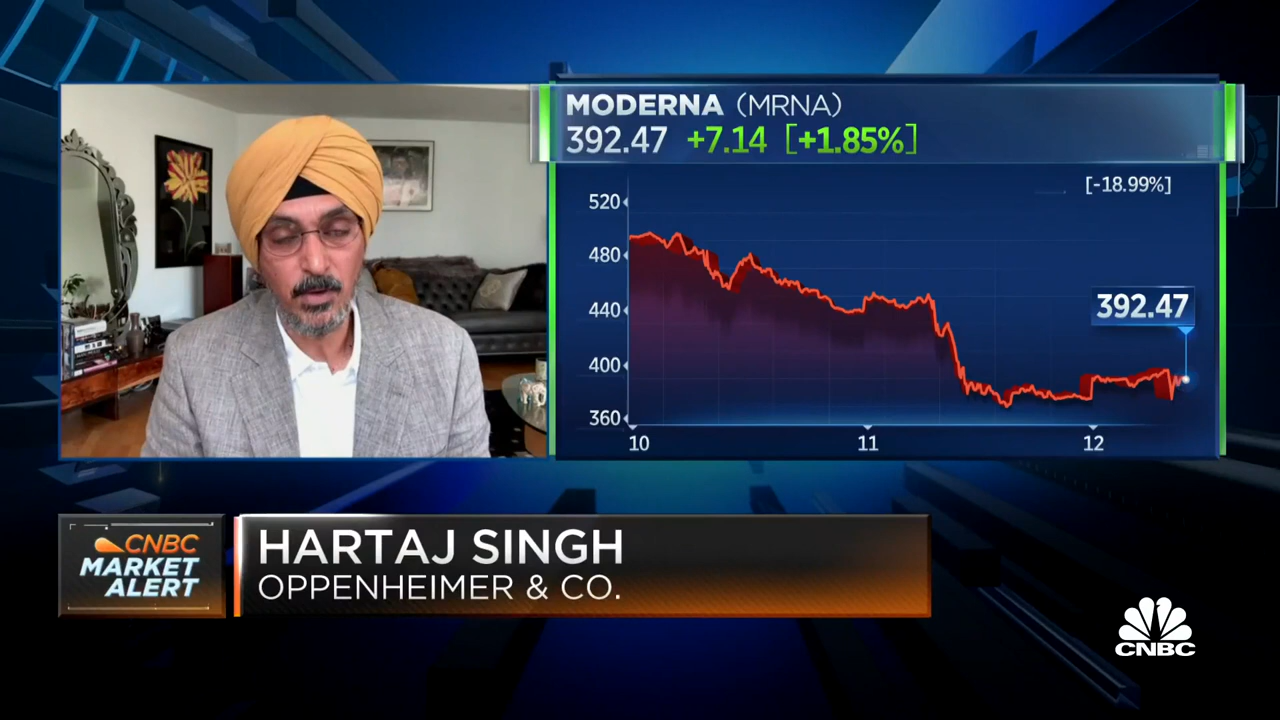 MODERNA (MRNA)
392.47 +7.14 [+1.85%]
[-18.99%]
520
480
440
400
360
392.47
10 11 12
CNBC
MARKET
ALERT
HARTAJ SINGH
OPPENHEIMER & CO.
CNBC